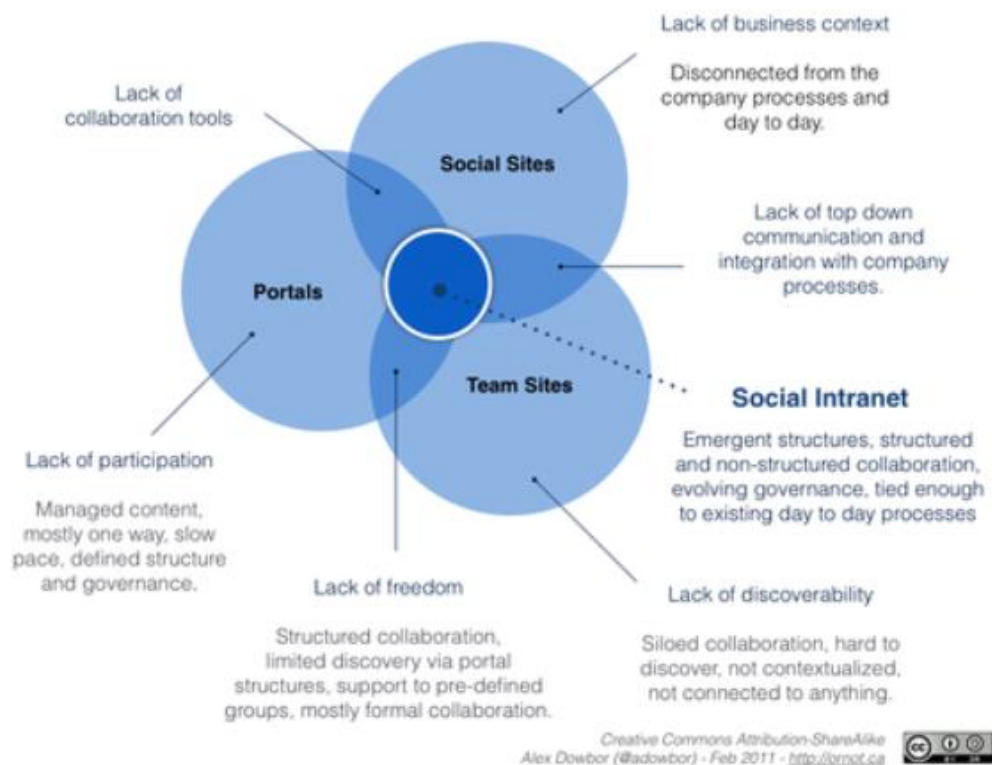 Lack of business context
Disconnected from the
company processes and
day to day.
Lack of
collaboration tools
Social Sites
Lack of top down
communication and
integration with company
processes.
Portals
Team Sites
Social Intranet
Emergent structures, structured
and non-structured collaboration,
evolving governance, tied enough
to existing day to day processes
Lack of participation
Managed content,
mostly one way, slow
pace, defined structure
and governance.
Lack of freedom
Structured collaboration,
limited discovery via portal
structures, support to pre-defined
groups, mostly formal collaboration.
Lack of discoverability
Siloed collaboration, hard to
discover, not contextualized,
not connected to anything.
Creative Commons Attribution-ShareAlike
Alex Dowbor (@adowbor) - Feb 2011 - http://ornot.ca
cc